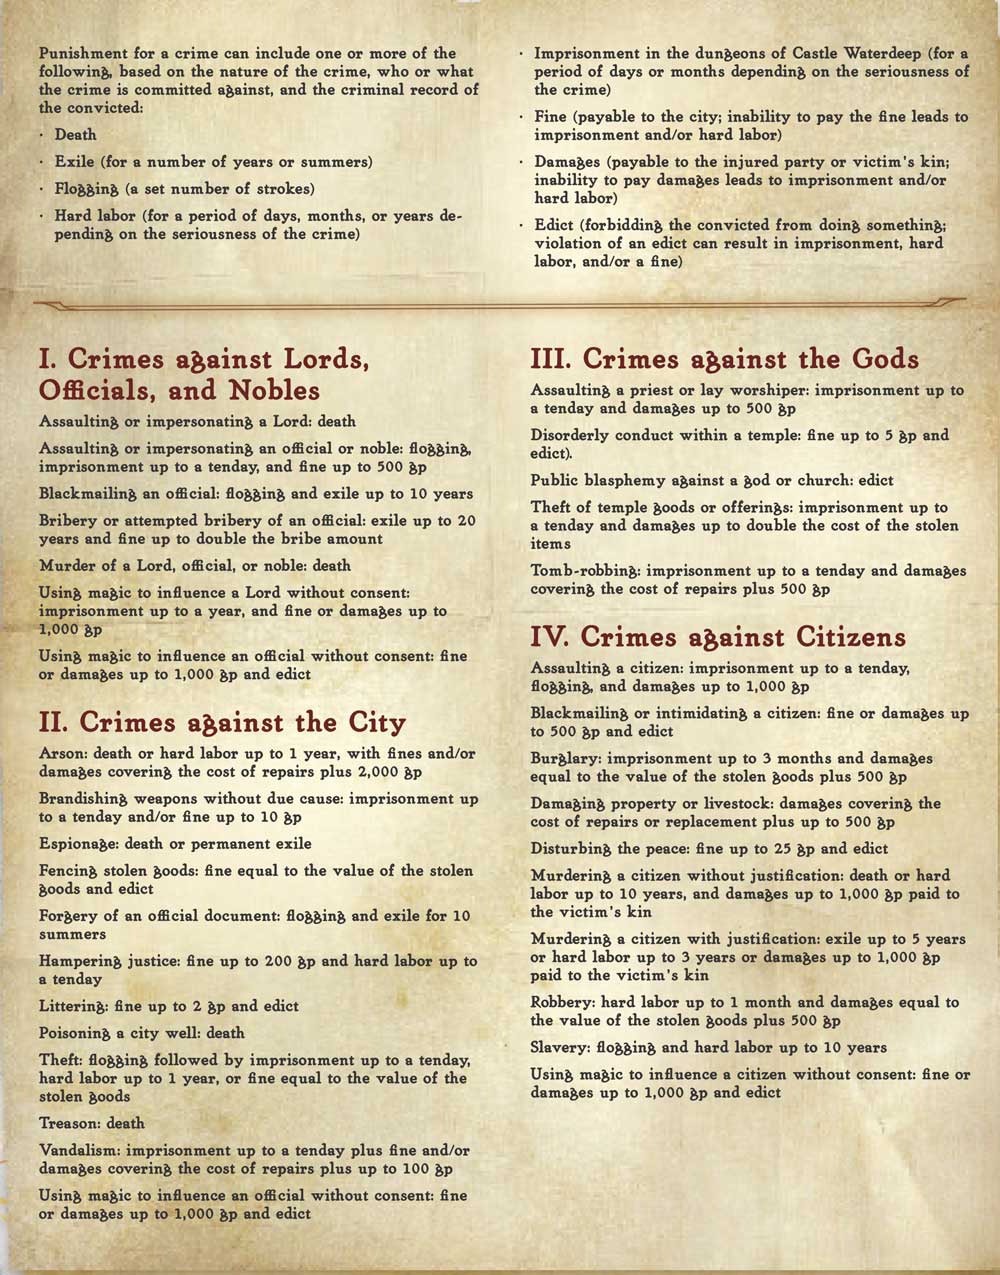 Punishment for a crime can include one or more of the
following, based on the nature of the crime, who or what
the crime is committed against, and the criminal record of
the convicted:
· Death
· Exile (for a number of years or summers)
· Flogging (a set number of strokes)
· Hard labor (for a period of days, months, or years de-
pending on the seriousness of the crime)
· Imprisonment in the dungeons of Castle Waterdeep (for a
period of days or months depending on the seriousness of
the crime)
· Fine (payable to the city; inability to pay the fine leads to
imprisonment and/or hard labor)
· Damages (payable to the injured party or victim's kin;
inability to pay damages leads to imprisonment and/or
hard labor)
· Edict (forbidding the convicted from doing something;
violation of an edict can result in imprisonment, hard
labor, and/or a fine)
I. Crimes against Lords,
Officials, and Nobles
Assaulting or impersonating a Lord: death
Assaulting or impersonating an official or noble: flogging,
imprisonment up to a tenday, and fine up to 500 gp
Blackmailing an official: flogging and exile up to 10 years
Bribery or attempted bribery of an official: exile up to 20
years and fine up to double the bribe amount
Murder of a Lord, official, or noble: death
Using magic to influence a Lord without consent:
imprisonment up to a year, and fine or damages up to
1,000 gp
Using magic to influence an official without consent: fine
or damages up to 1,000 gp and edict
II. Crimes against the City
Arson: death or hard labor up to 1 year, with fines and/or
damages covering the cost of repairs plus 2,000 gp
Brandishing weapons without due cause: imprisonment up
to a tenday and/or fine up to 10 gp
Espionage: death or permanent exile
Fencing stolen goods: fine equal to the value of the stolen
goods and edict
Forgery of an official document: flogging and exile for 10
summers
Hampering justice: fine up to 200 gp and hard labor up to
a tenday
Littering: fine up to 2 gp and edict
Poisoning a city well: death
Theft: flogging followed by imprisonment up to a tenday,
hard labor up to 1 year, or fine equal to the value of the
stolen goods
Treason: death
Vandalism: imprisonment up to a tenday plus fine and/or
damages covering the cost of repairs plus up to 100 gp
Using magic to influence an official without consent: fine
or damages up to 1,000 gp and edict
III. Crimes against the Gods
Assaulting a priest or lay worshiper: imprisonment up to
a tenday and damages up to 500 gp
Disorderly conduct within a temple: fine up to 5 gp and
edict).
Public blasphemy against a god or church: edict
Theft of temple goods or offerings: imprisonment up to
a tenday and damages up to double the cost of the stolen
items
Tomb-robbing: imprisonment up to a tenday and damages
covering the cost of repairs plus 500 gp
IV. Crimes against Citizens
Assaulting a citizen: imprisonment up to a tenday,
flogging, and damages up to 1,000 gp
Blackmailing or intimidating a citizen: fine or damages up
to 500 gp and edict
Burglary: imprisonment up to 3 months and damages
equal to the value of the stolen goods plus 500 gp
Damaging property or livestock: damages covering the
cost of repairs or replacement plus up to 500 gp
Disturbing the peace: fine up to 25 gp and edict
Murdering a citizen without justification: death or hard
labor up to 10 years, and damages up to 1,000 gp paid to
the victim's kin
Murdering a citizen with justification: exile up to 5 years
or hard labor up to 3 years or damages up to 1,000 gp
paid to the victim's kin
Robbery: hard labor up to 1 month and damages equal to
the value of the stolen goods plus 500 gp
Slavery: flogging and hard labor up to 10 years
Using magic to influence a citizen without consent: fine or
damages up to 1,000 gp and edict